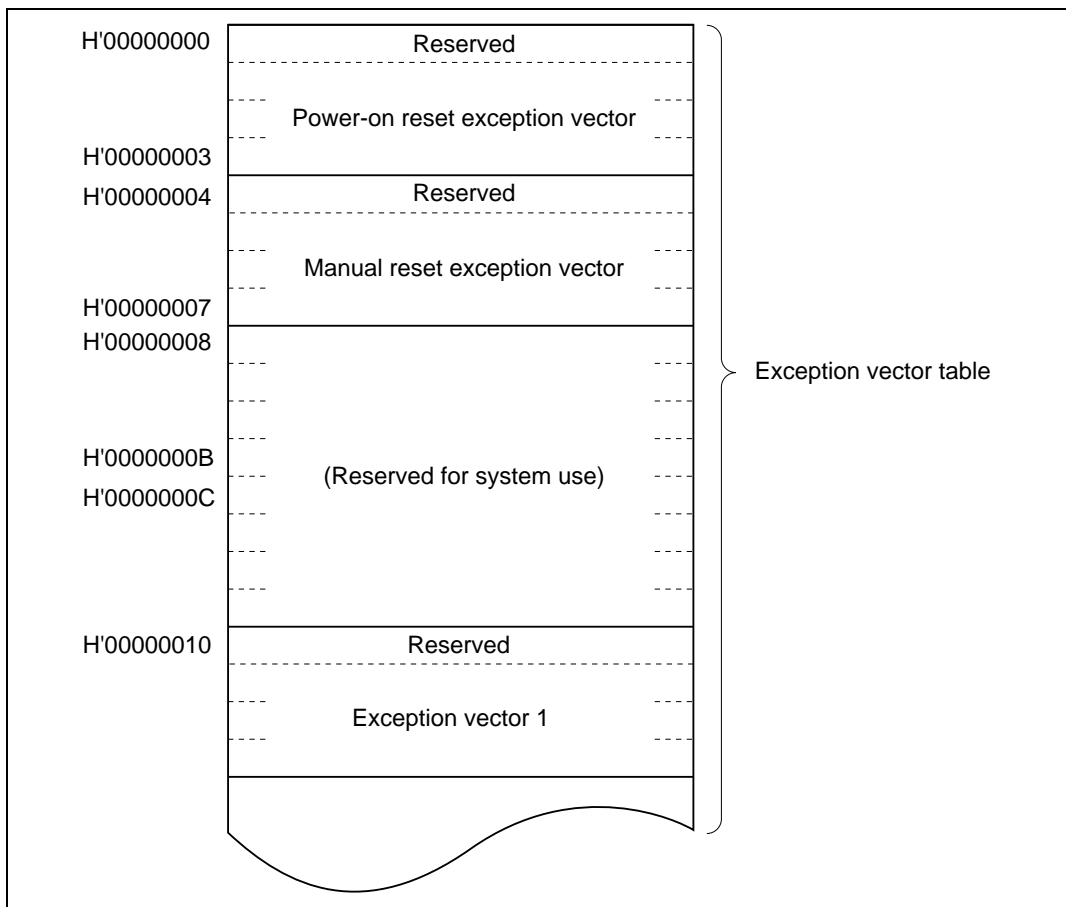 H'00000000
Reserved
Power-on reset exception vector
H'00000003
H'00000004
Reserved
Manual reset exception vector
H'00000007
H'00000008
Exception vector table
H'0000000B
(Reserved for system use)
H'0000000C
H'00000010
Reserved
Exception vector 1